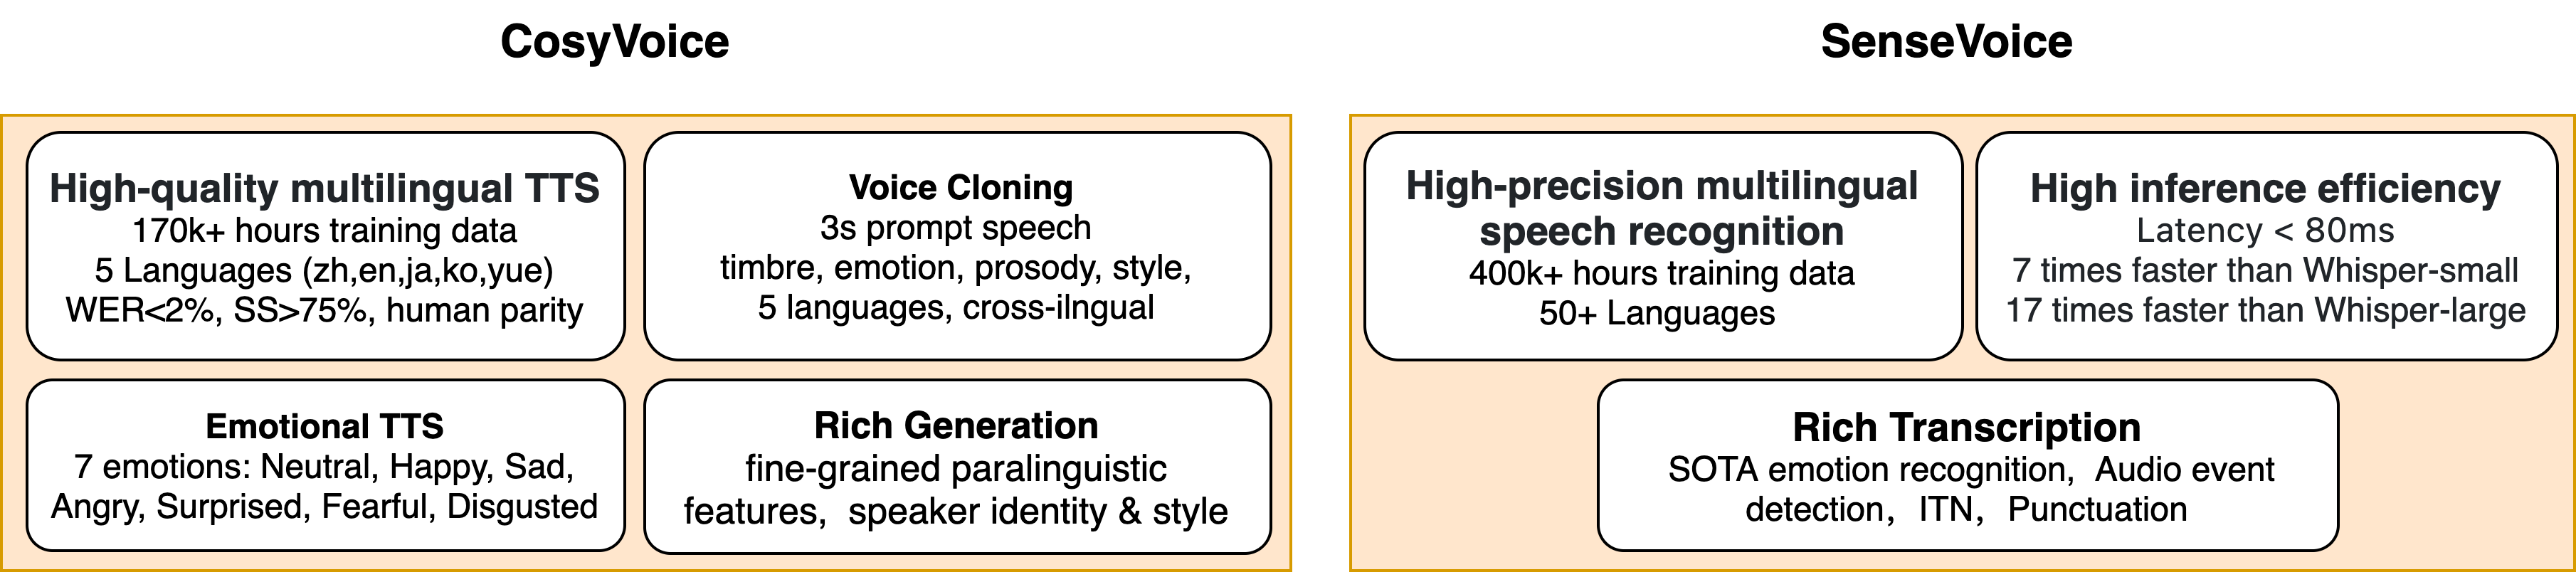 CosyVoice
High-quality multilingual TTS
170k+ hours training data
5 Languages (zh,en,ja,ko,yue)
WER<2%, SS>75%, human parity
Voice Cloning
3s prompt speech
timbre, emotion, prosody, style,
5 languages, cross-ilngual
Emotional TTS
7 emotions: Neutral, Happy, Sad,
Angry, Surprised, Fearful, Disgusted
Rich Generation
fine-grained paralinguistic
features, speaker identity & style
SenseVoice
High-precision multilingual
speech recognition
400k+ hours training data
50+ Languages
High inference efficiency
Latency < 80ms
7 times faster than Whisper-small
17 times faster than Whisper-large
Rich Transcription
SOTA emotion recognition, Audio event
detection, ITN, Punctuation